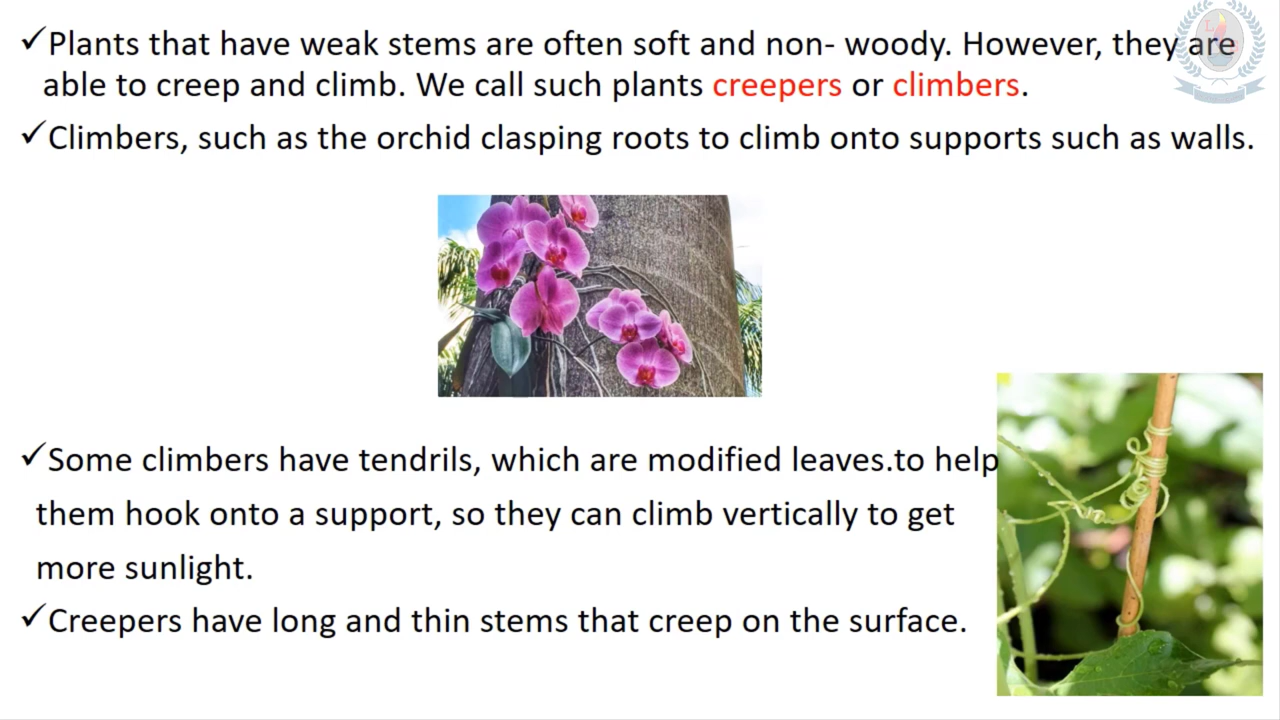 ✓Plants that have weak stems are often soft and non- woody. However, they are
able to creep and climb. We call such plants creepers or climbers.
✓Climbers, such as the orchid clasping roots to climb onto supports such as walls.
✓Some climbers have tendrils, which are modified leaves.to help
them hook onto a support, so they can climb vertically to get
more sunlight.
✓Creepers have long and thin stems that creep on the surface.